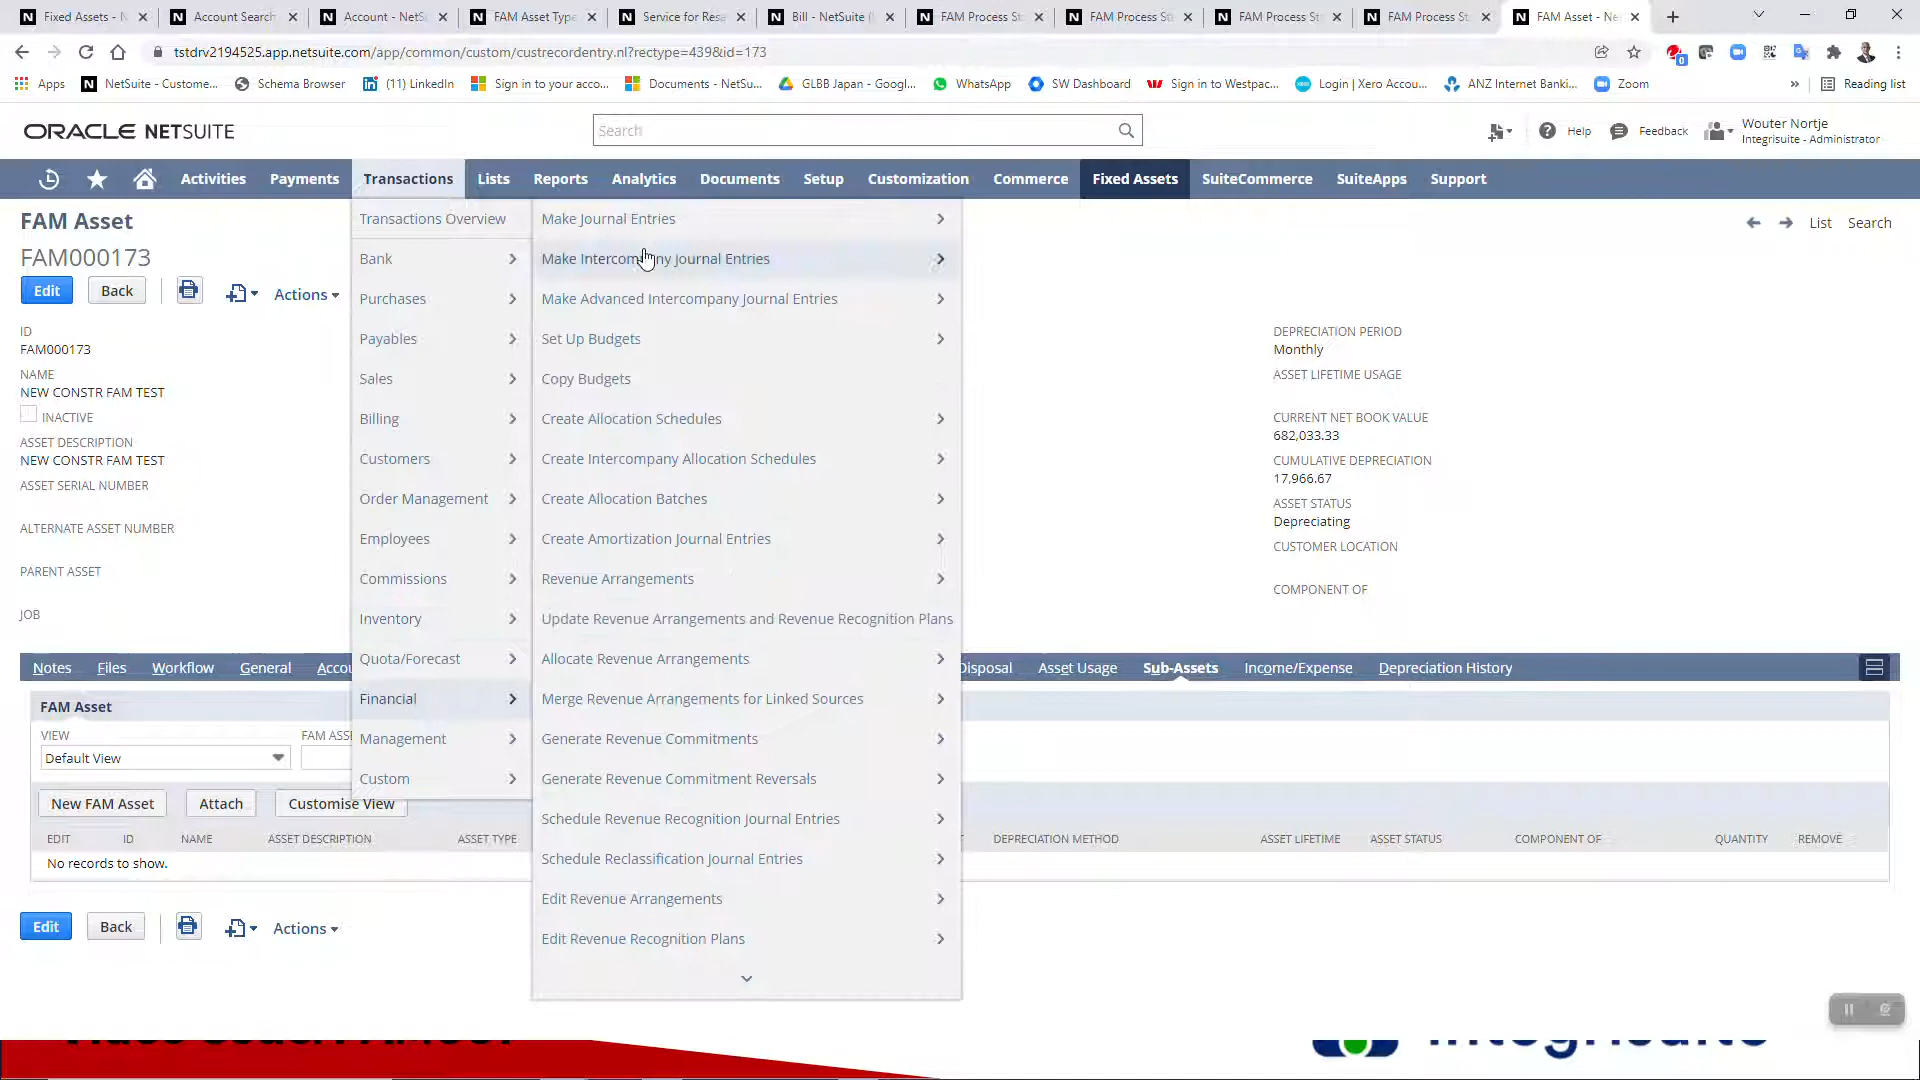 Fixed Assets - N
Account Search
Account - NetS
FAM Asset Type
Service for Resa
Bill - NetSuite (
FAM Process St
FAM Process St
FAM Process St
FAM Process St
FAM Asset - Ne
tstdrv2194525.app.netsuite.com/app/common/custom/custrecordentry.nl?rectype=439&id=173
Apps
NetSuite - Custome...
Schema Browser
(11) LinkedIn
Sign in to your acco...
Documents - NetSu...
GLBB Japan - Googl...
WhatsApp
SW Dashboard
Sign in to Westpac...
Login | Xero Accou...
ANZ Internet Banki...
Zoom
»
Reading list
ORACLE NETSUITE
Search
Help
Feedback
Wouter Nortje
Integrisuite - Administrator
Activities
Payments
Transactions
Lists
Reports
Analytics
Documents
Setup
Customization
Commerce
Fixed Assets
SuiteCommerce
SuiteApps
Support
FAM Asset
List
Search
FAM000173
Edit
Back
Actions
ID
FAM000173
NAME
NEW CONSTR FAM TEST
INACTIVE
ASSET DESCRIPTION
NEW CONSTR FAM TEST
ASSET SERIAL NUMBER
ALTERNATE ASSET NUMBER
PARENT ASSET
JOB
Transactions Overview
Bank
Purchases
Payables
Sales
Billing
Customers
Order Management
Employees
Commissions
Inventory
Quota/Forecast
Financial
Management
Custom
Make Journal Entries
Make Intercompany Journal Entries
Make Advanced Intercompany Journal Entries
Set Up Budgets
Copy Budgets
Create Allocation Schedules
Create Intercompany Allocation Schedules
Create Allocation Batches
Create Amortization Journal Entries
Revenue Arrangements
Update Revenue Arrangements and Revenue Recognition Plans
Allocate Revenue Arrangements
Merge Revenue Arrangements for Linked Sources
Generate Revenue Commitments
Generate Revenue Commitment Reversals
Schedule Revenue Recognition Journal Entries
Schedule Reclassification Journal Entries
Edit Revenue Arrangements
Edit Revenue Recognition Plans
DEPRECIATION PERIOD
Monthly
ASSET LIFETIME USAGE
CURRENT NET BOOK VALUE
682,033.33
CUMULATIVE DEPRECIATION
17,966.67
ASSET STATUS
Depreciating
CUSTOMER LOCATION
COMPONENT OF
Notes
Files
Workflow
General
Accou
Disposal
Asset Usage
Sub-Assets
Income/Expense
Depreciation History
FAM Asset
VIEW
FAM ASSE
Default View
New FAM Asset
Attach
Customise View
EDIT
ID
NAME
ASSET DESCRIPTION
ASSET TYPE
DEPRECIATION METHOD
ASSET LIFETIME
ASSET STATUS
COMPONENT OF
QUANTITY
REMOVE
No records to show.
Edit
Back
Actions